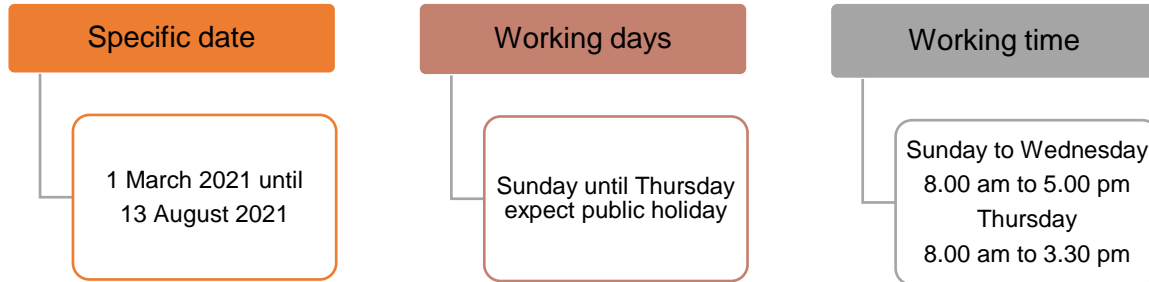 Specific date
1 March 2021 until
13 August 2021
Working days
Sunday until Thursday
expect public holiday
Working time
Sunday to Wednesday
8.00 am to 5.00 pm
Thursday
8.00 am to 3.30 pm